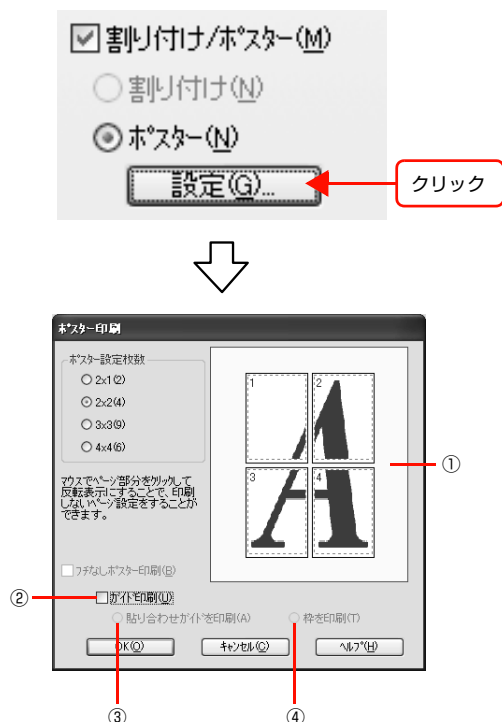 割り付け/ポスター(M)
割り付け(N)
ポスター(N)
設定(G)...
クリック
ポスター印刷
ポスター設定枚数
2x1(2)
2x2(4)
3x3(9)
4x4(6)
マウスでページ部分をクリックして
反転表示にすることで、印刷
しないページ設定をすることが
できます。
1 2
3 4
①
フチなしポスター印刷(B)
② ガイド印刷(U)
貼り合わせガイドを印刷(A) 枠を印刷(T)
OK(O) キャンセル(C) ヘルプ(H)
③ ④